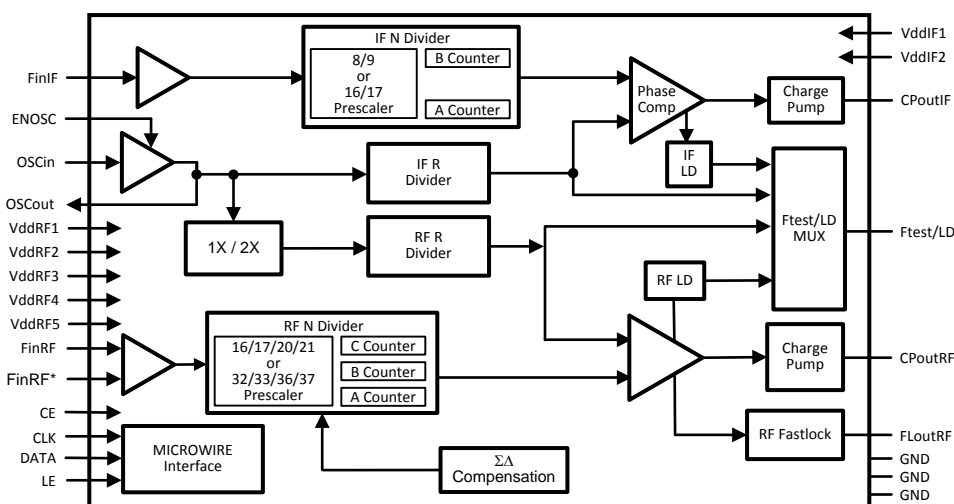 FinIF
ENOSC
OSCin
OSCout
VddRF1
VddRF2
VddRF3
VddRF4
VddRF5
FinRF
FinRF*
CE
CLK
DATA
LE
IF N Divider
8/9
or
16/17
Prescaler
B Counter
A Counter
Phase
Comp
Charge
Pump
IF
LD
IF R
Divider
1X / 2X
RF R
Divider
Ftest/LD
MUX
RF LD
RF N Divider
16/17/20/21
or
32/33/36/37
Prescaler
C Counter
B Counter
A Counter
Charge
Pump
RF Fastlock
MICROWIRE
Interface
ΣΔ
Compensation
VddIF1
VddIF2
CPoutIF
Ftest/LD
CPoutRF
FLoutRF
GND
GND
GND